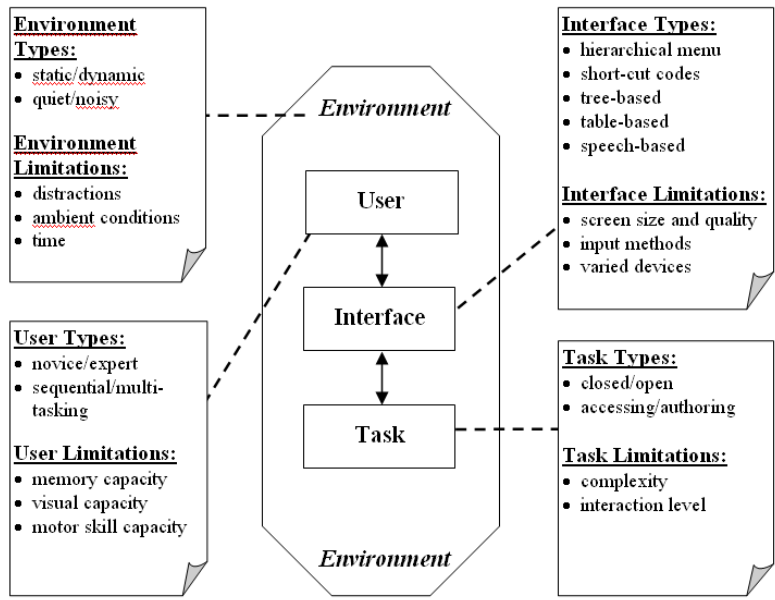 Environment
Types:
• static/dynamic
• quiet/noisy
Environment
Limitations:
• distractions
• ambient conditions
• time
User Types:
• novice/expert
• sequential/multi-
tasking
User Limitations:
• memory capacity
• visual capacity
• motor skill capacity
Environment
User
Interface
Task
Environment
Interface Types:
• hierarchical menu
• short-cut codes
• tree-based
• table-based
• speech-based
Interface Limitations:
• screen size and quality
• input methods
• varied devices
Task Types:
• closed/open
• accessing/authoring
Task Limitations:
• complexity
• interaction level